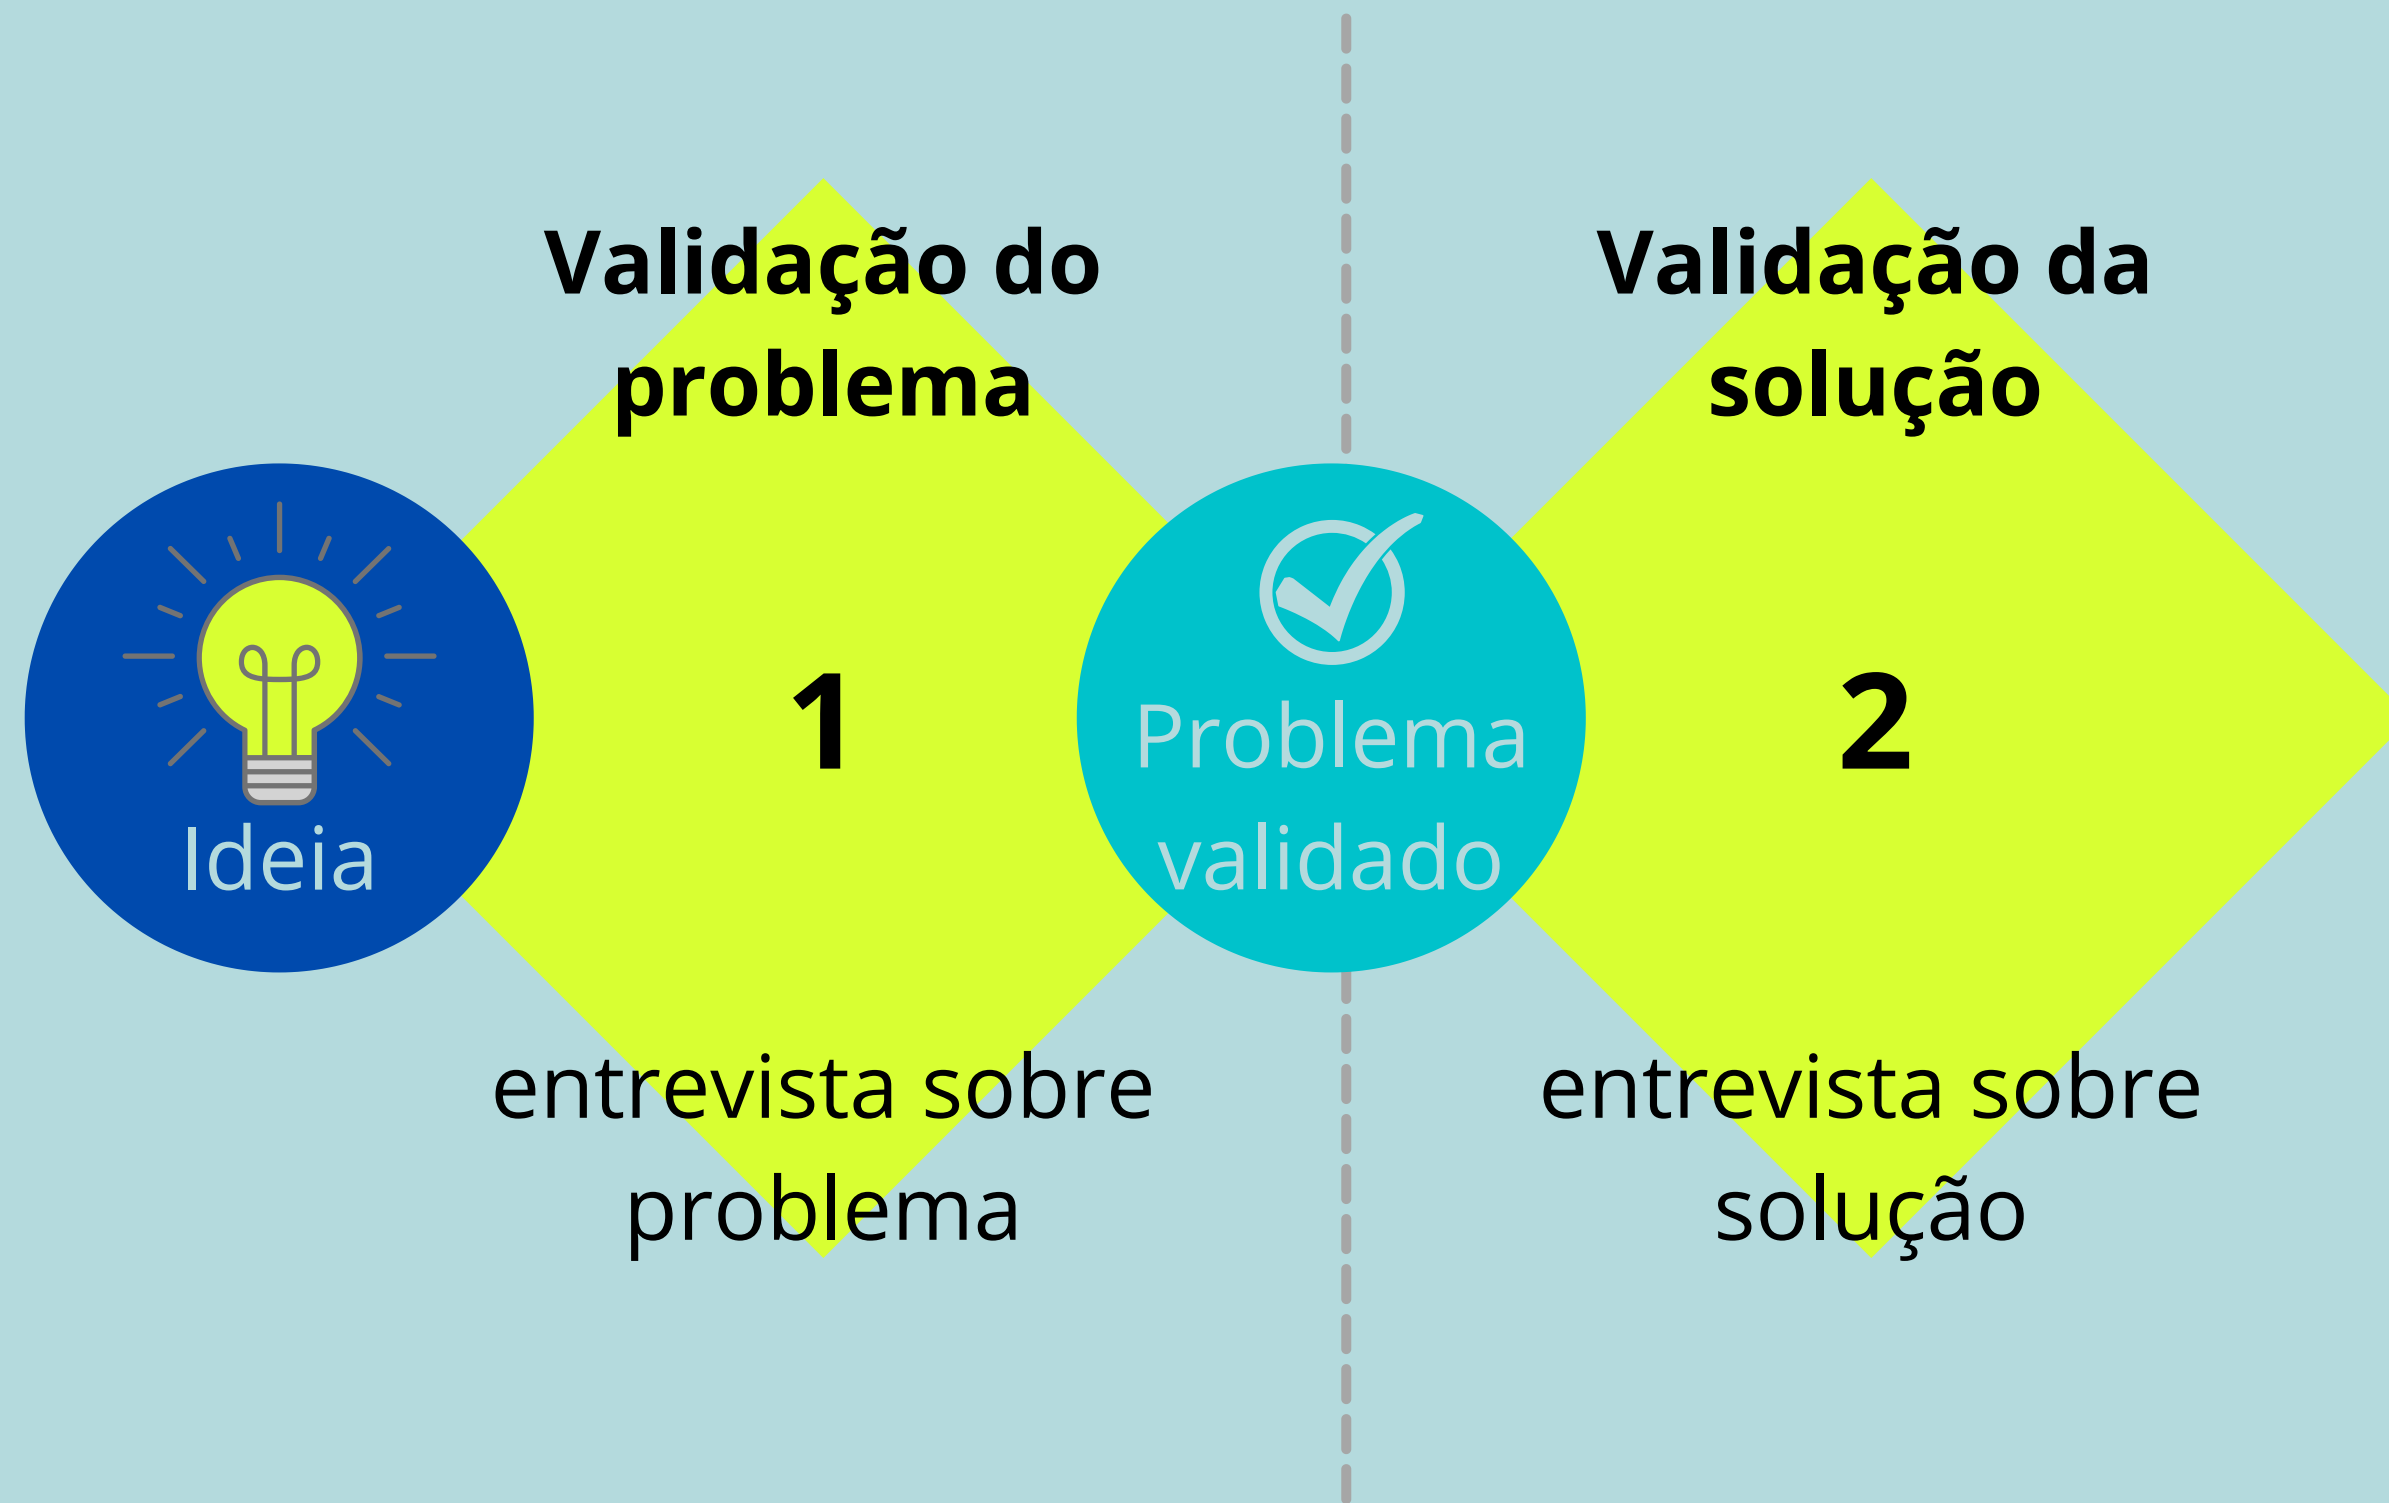 Validação do
problema
Validação da
solução
Ideia
1
Problema
validado
2
entrevista sobre
problema
entrevista sobre
solução